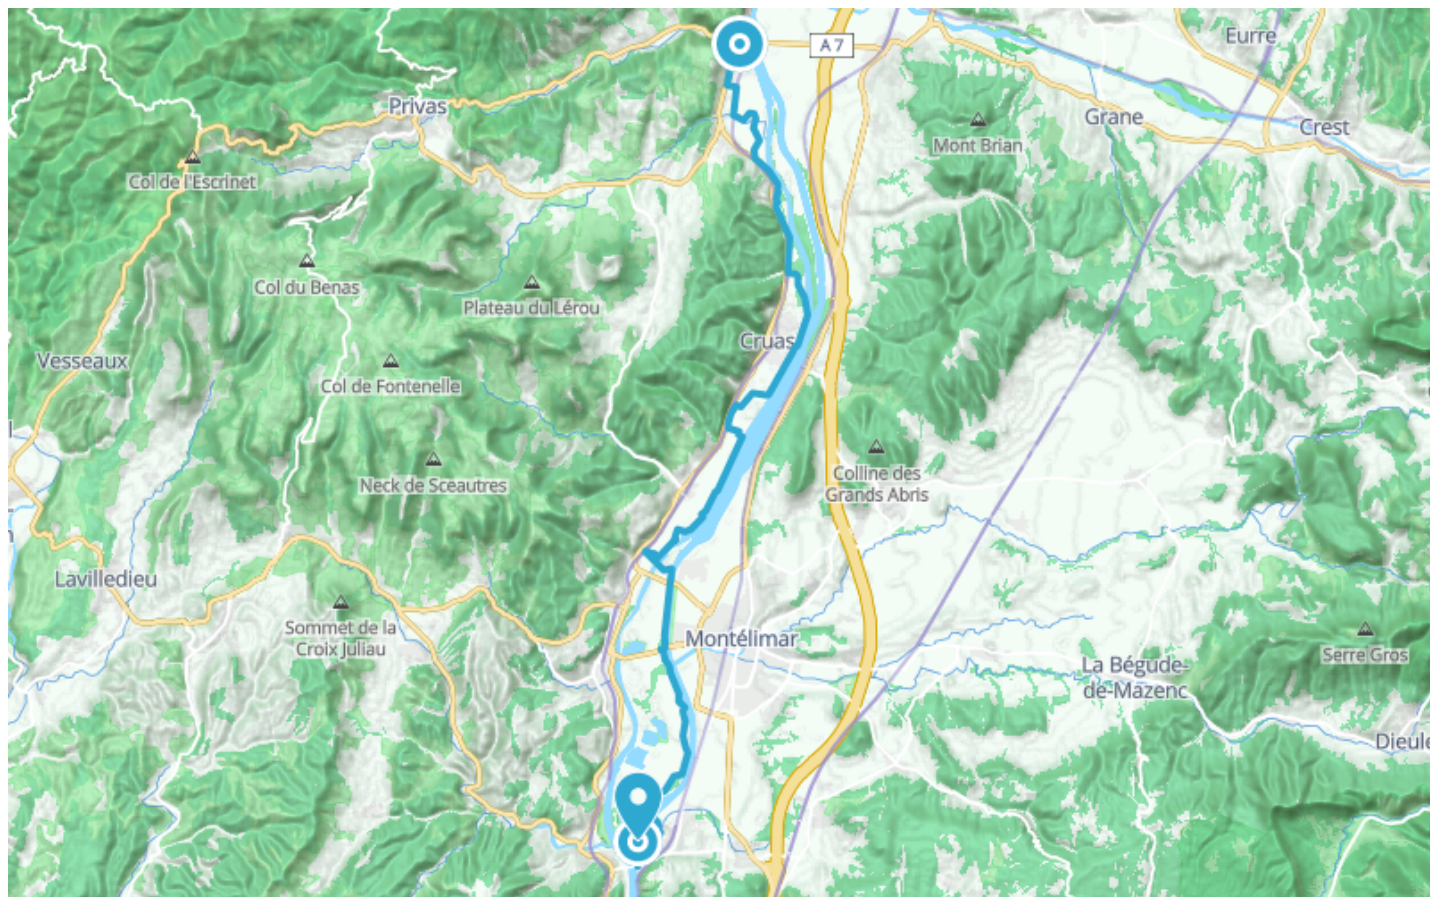 Eurre
A 7
Privas
Grane
Crest
Mont Brian
Col de l'Escrinet
Col du Benas
Plateau du Lérou
Cruas
Vesseaux
Col de Fontenelle
Neck de Sceautres
Colline des
Grands Abris
Lavilledieu
Sommet de la
Croix Juliau
Montélimar
Serre Gros
La Bégude-
de-Mazenc
Dieule